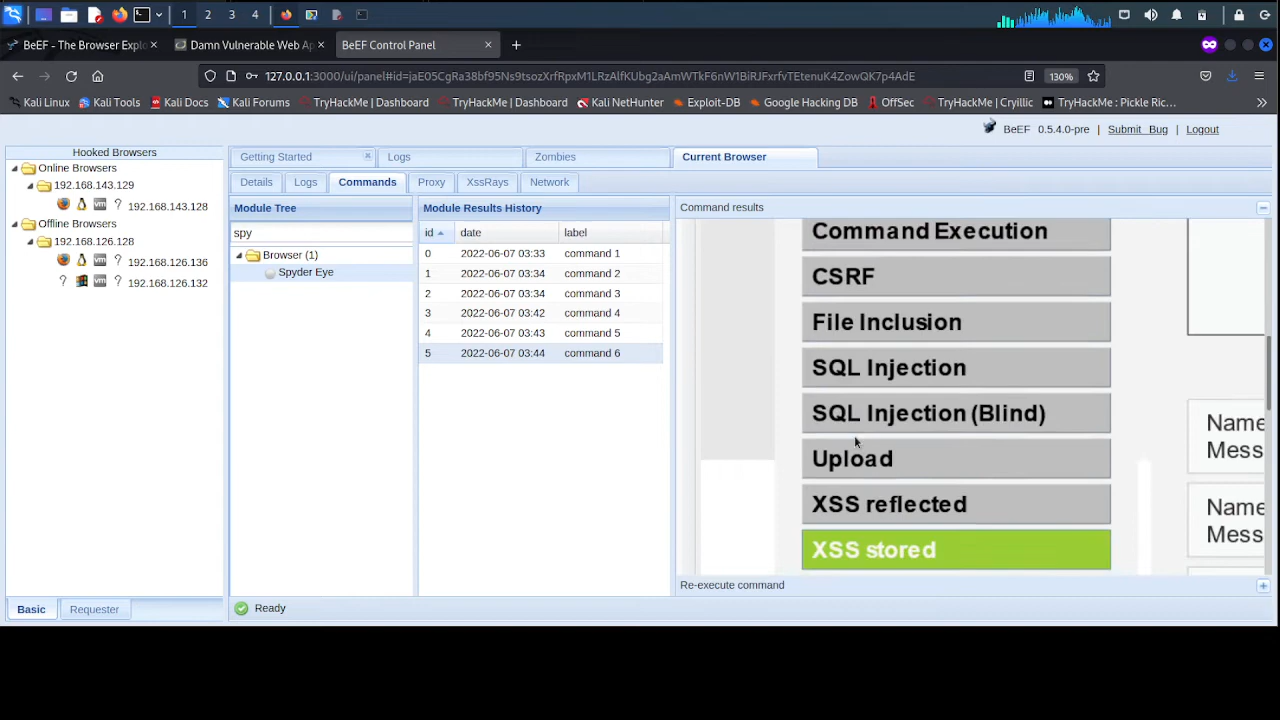 1 2 3 4
BeEF - The Browser Explo
Damn Vulnerable Web Ap
BeEF Control Panel
127.0.0.1:3000/ui/panel#id=jaE05CgRa38bf95Ns9tsozXrfRpxM1LRzAlfKUbg2aAmWTkF6nW1BiRJFxrfvTEtenuK4ZowQK7p4AdE
130%
Kali Linux
Kali Tools
Kali Docs
Kali Forums
TryHackMe | Dashboard
TryHackMe | Dashboard
Kali NetHunter
Exploit-DB
Google Hacking DB
OffSec
TryHackMe | Cryillic
TryHackMe : Pickle Ric...
BeEF 0.5.4.0-pre | Submit Bug | Logout
Hooked Browsers
Online Browsers
192.168.143.129
? 192.168.143.128
Offline Browsers
192.168.126.128
? 192.168.126.136
? ? 192.168.126.132
Basic
Requester
Getting Started
Logs
Zombies
Current Browser
Details
Logs
Commands
Proxy
XssRays
Network
Module Tree
spy
Browser (1)
Spyder Eye
Module Results History
id date label
0 2022-06-07 03:33 command 1
1 2022-06-07 03:34 command 2
2 2022-06-07 03:34 command 3
3 2022-06-07 03:42 command 4
4 2022-06-07 03:43 command 5
5 2022-06-07 03:44 command 6
Command results
Command Execution
CSRF
File Inclusion
SQL Injection
SQL Injection (Blind)
Upload
XSS reflected
XSS stored
Name
Mess
Name
Mess
Re-execute command
Ready